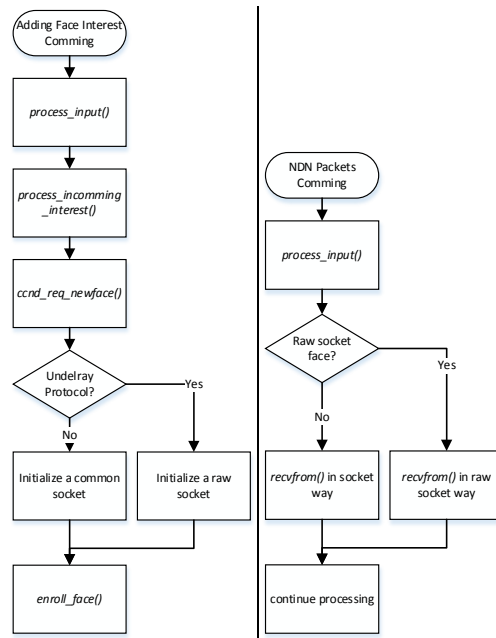 Adding Face Interest
Comming
process_input()
process_incomming
_interest()
ccnd_req_newface()
Undelray
Protocol?
Yes
No
Initialize a common
socket
Initialize a raw
socket
enroll_face()
NDN Packets
Comming
process_input()
Raw socket
face?
Yes
No
recvfrom() in socket
way
recvfrom() in raw
socket way
continue processing